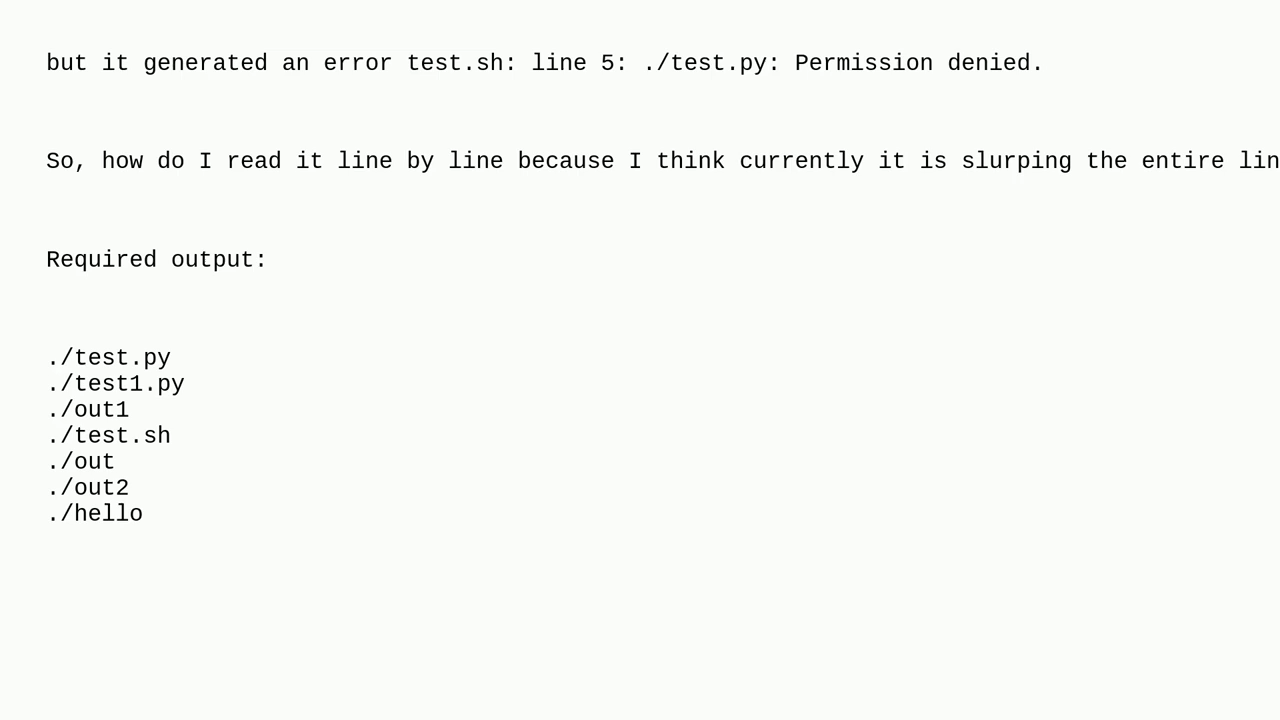 but it generated an error test.sh: line 5: ./test.py: Permission denied.
So, how do I read it line by line because I think currently it is slurping the entire
Required output:
./test.py
./test1.py
./out1
./test.sh
./out
./out2
./hello